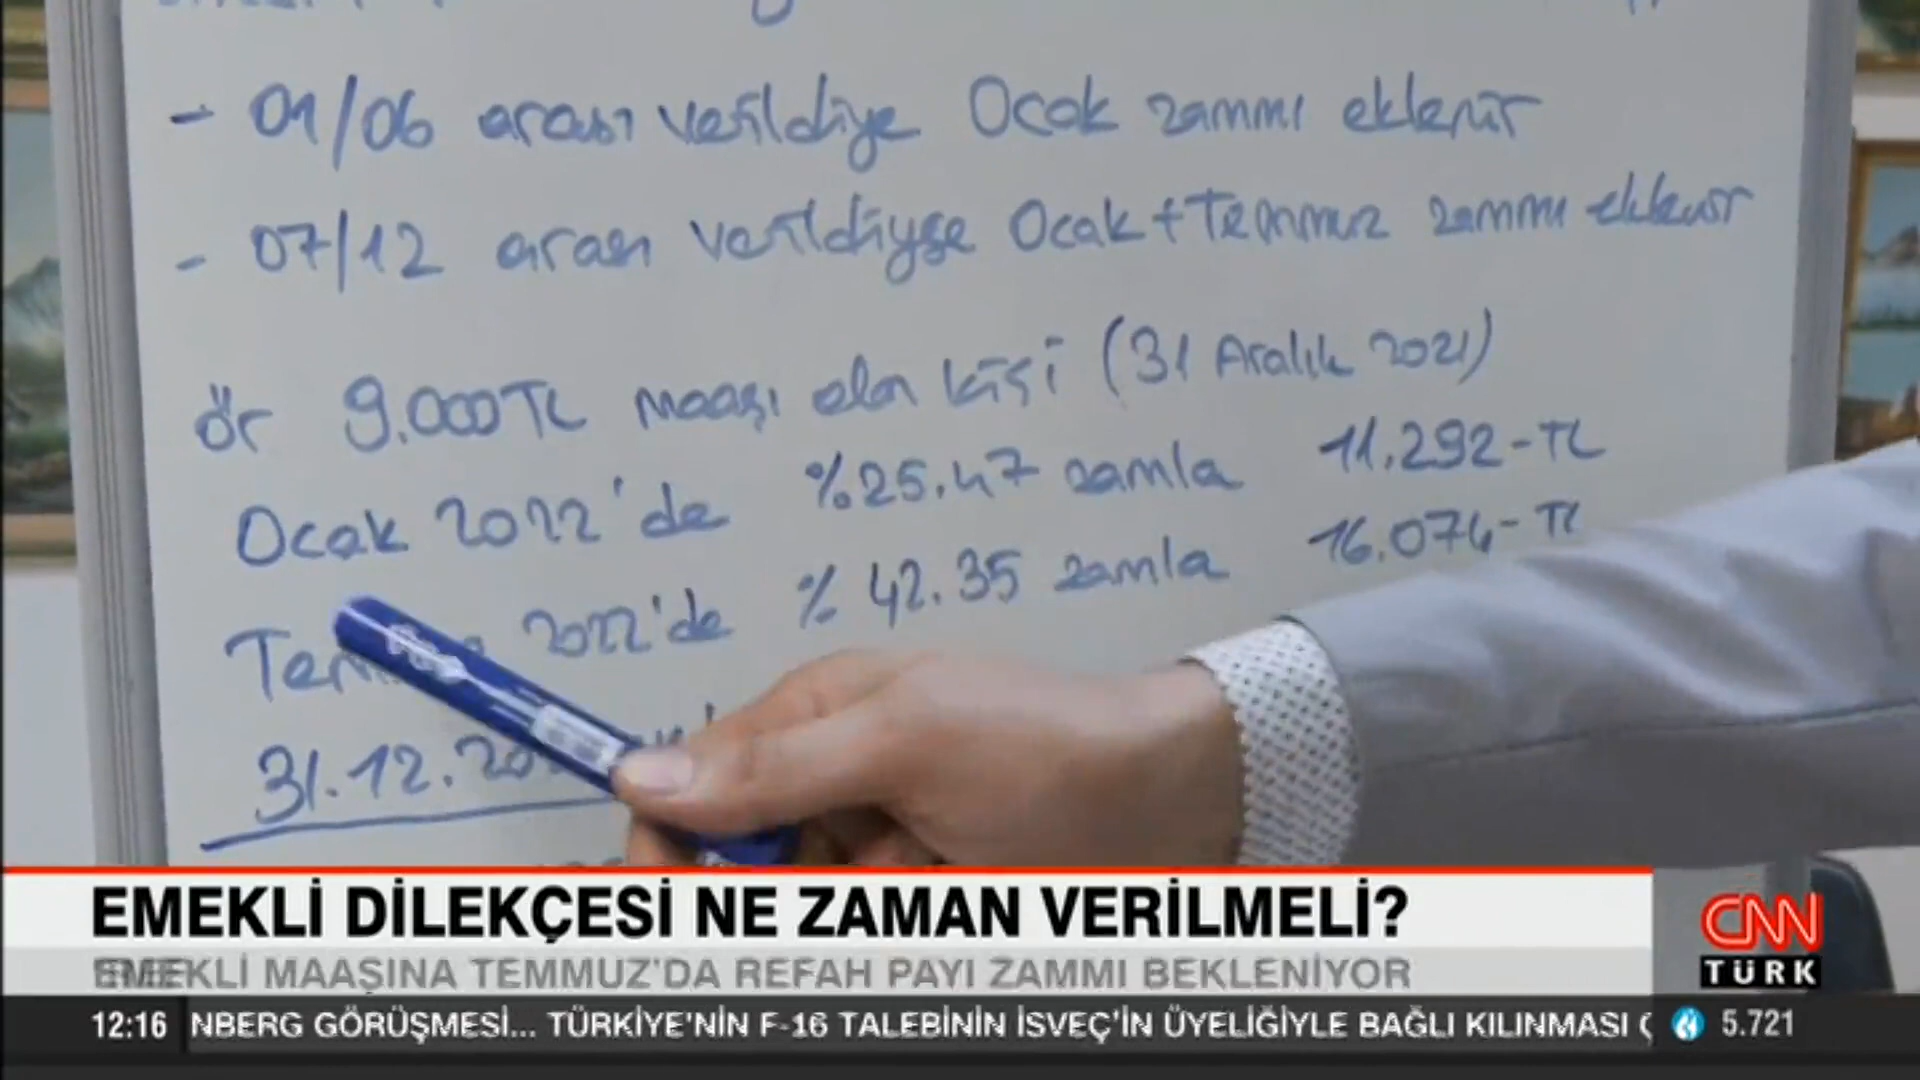 - 01/06 arası verildiye Ocak zammı eklenir
- 07/12 arası verildiyse Ocak+Temmuz zammı eklenir
ör 9.000TL maaşı olan kişi (31 Aralık 2021)
Ocak 2022'de %25.47 zamla 11.292-TL
2022'de % 42.35 zamla 16.074-TL
31.12.20
EMEKLİ DİLEKÇESİ NE ZAMAN VERİLMELİ?
EMEKLİ MAAŞINA TEMMUZ'DA REFAH PAYI ZAMMI BEKLENİYOR
CNN
TÜRK
12:16 NBERG GÖRÜŞMESİ... TÜRKİYE'NİN F-16 TALEBİNİN İSVEÇ'İN ÜYELİĞİYLE BAĞLI KILINMASI 5.721